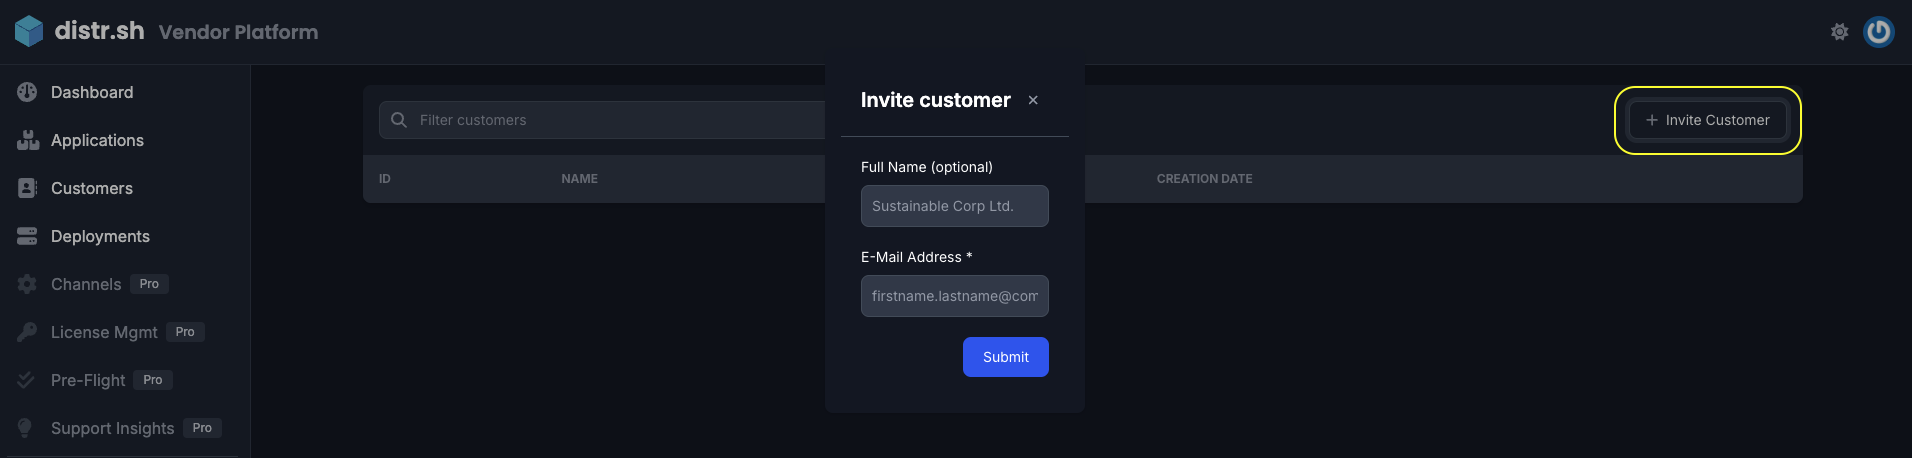 distr.sh Vendor Platform
Dashboard
Applications
Customers
Deployments
Channels Pro
License Mgmt Pro
Pre-Flight Pro
Support Insights Pro
Filter customers
+ Invite Customer
ID NAME CREATION DATE
Invite customer ×
Full Name (optional)
Sustainable Corp Ltd.
E-Mail Address *
firstname.lastname@com
Submit